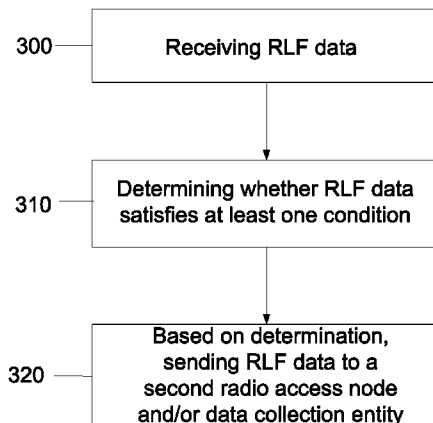 300
Receiving RLF data
310
Determining whether RLF data
satisfies at least one condition
320
Based on determination,
sending RLF data to a
second radio access node
and/or data collection entity